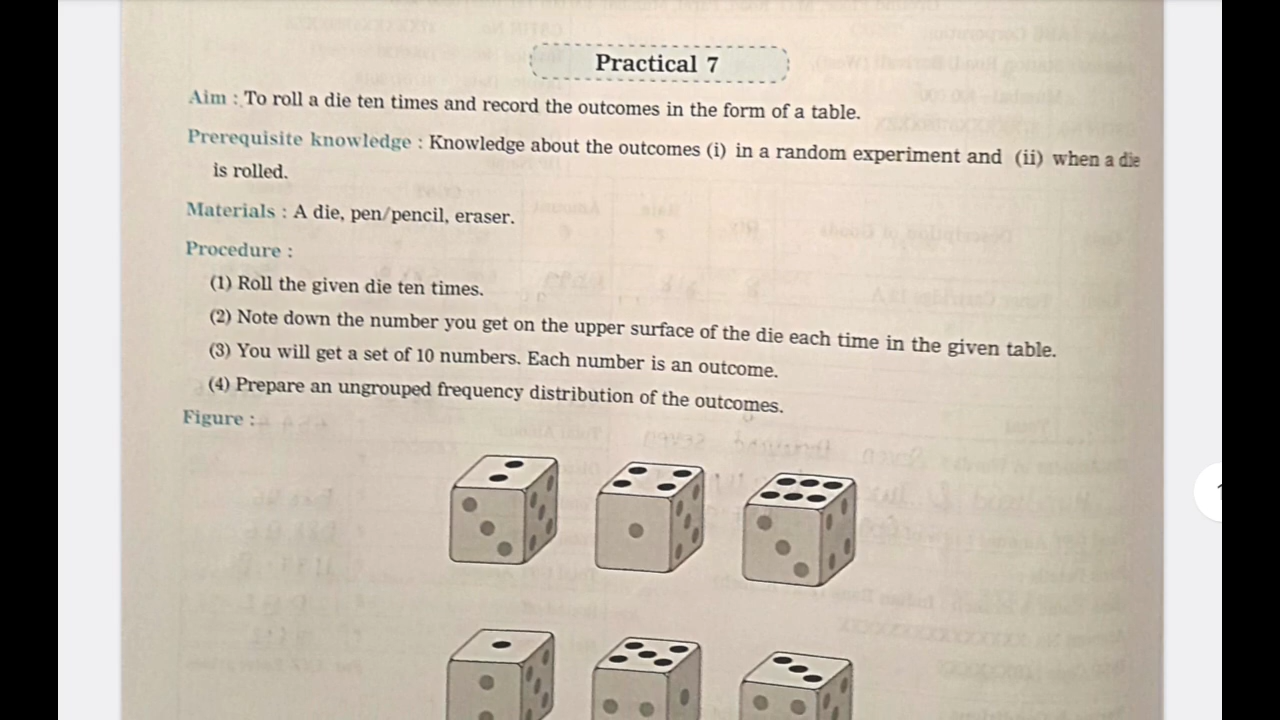 Practical 7
Aim : To roll a die ten times and record the outcomes in the form of a table.
Prerequisite knowledge : Knowledge about the outcomes (i) in a random experiment and (ii) when a die
is rolled.
Materials : A die, pen/pencil, eraser.
Procedure :
(1) Roll the given die ten times.
(2) Note down the number you get on the upper surface of the die each time in the given table.
(3) You will get a set of 10 numbers. Each number is an outcome.
(4) Prepare an ungrouped frequency distribution of the outcomes.
Figure :